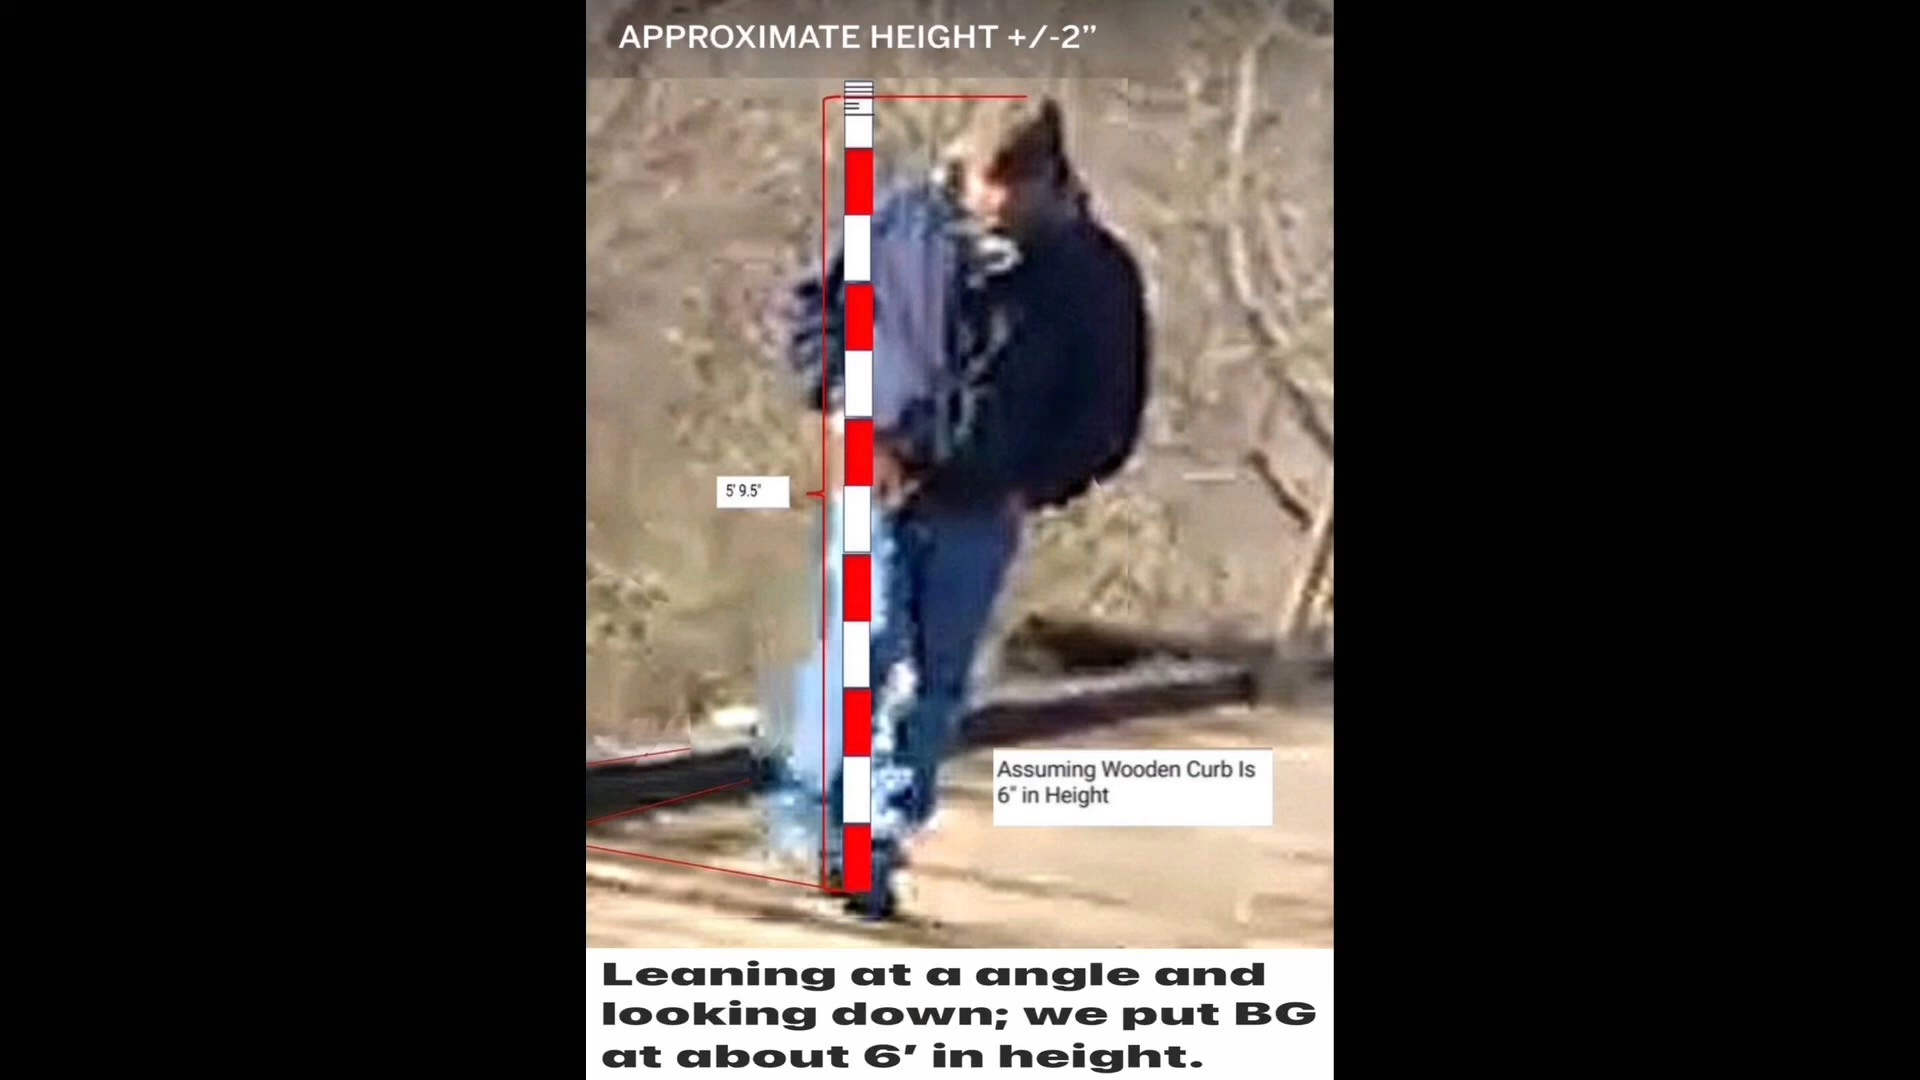 APPROXIMATE HEIGHT +/-2”
5' 9.5"
Assuming Wooden Curb Is
6" in Height
Leaning at a angle and
looking down; we put BG
at about 6’ in height.